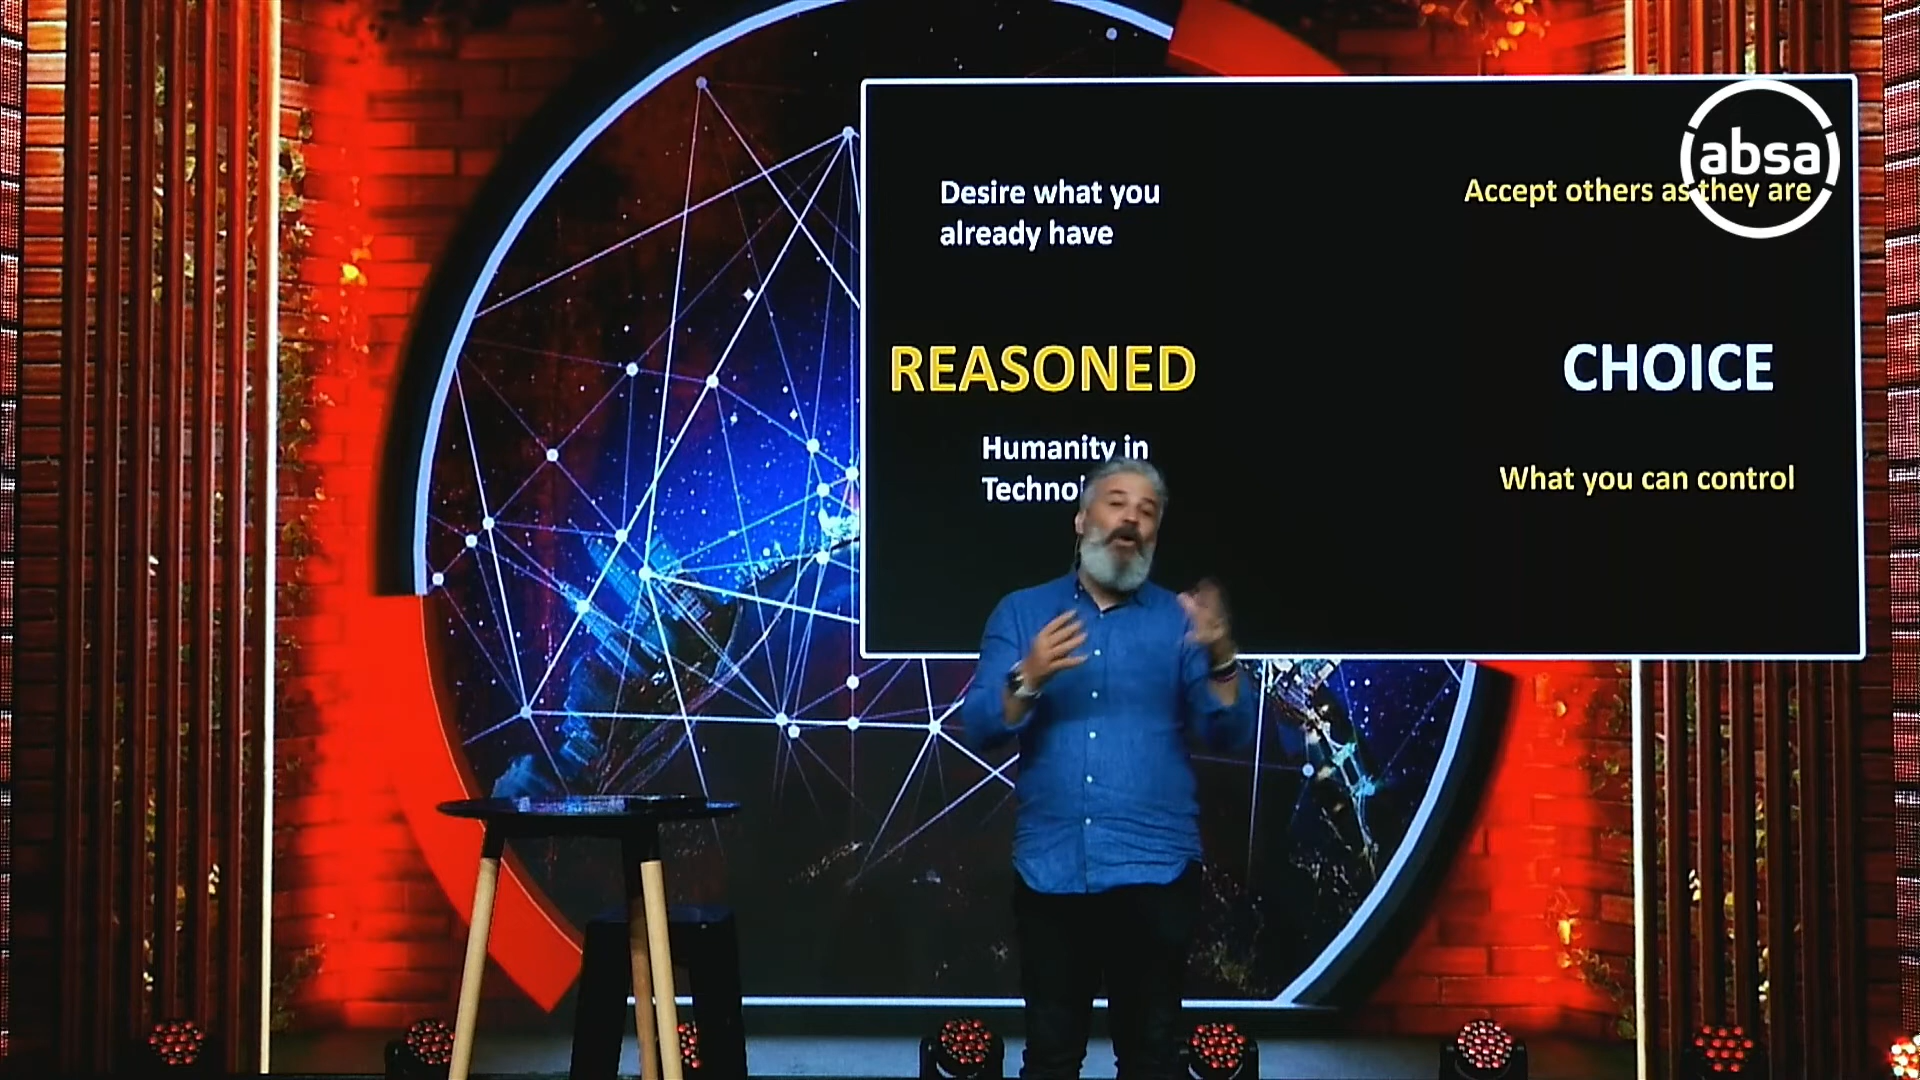 absa
Desire what you
already have
Accept others as they are
REASONED
CHOICE
Humanity in
What you can control